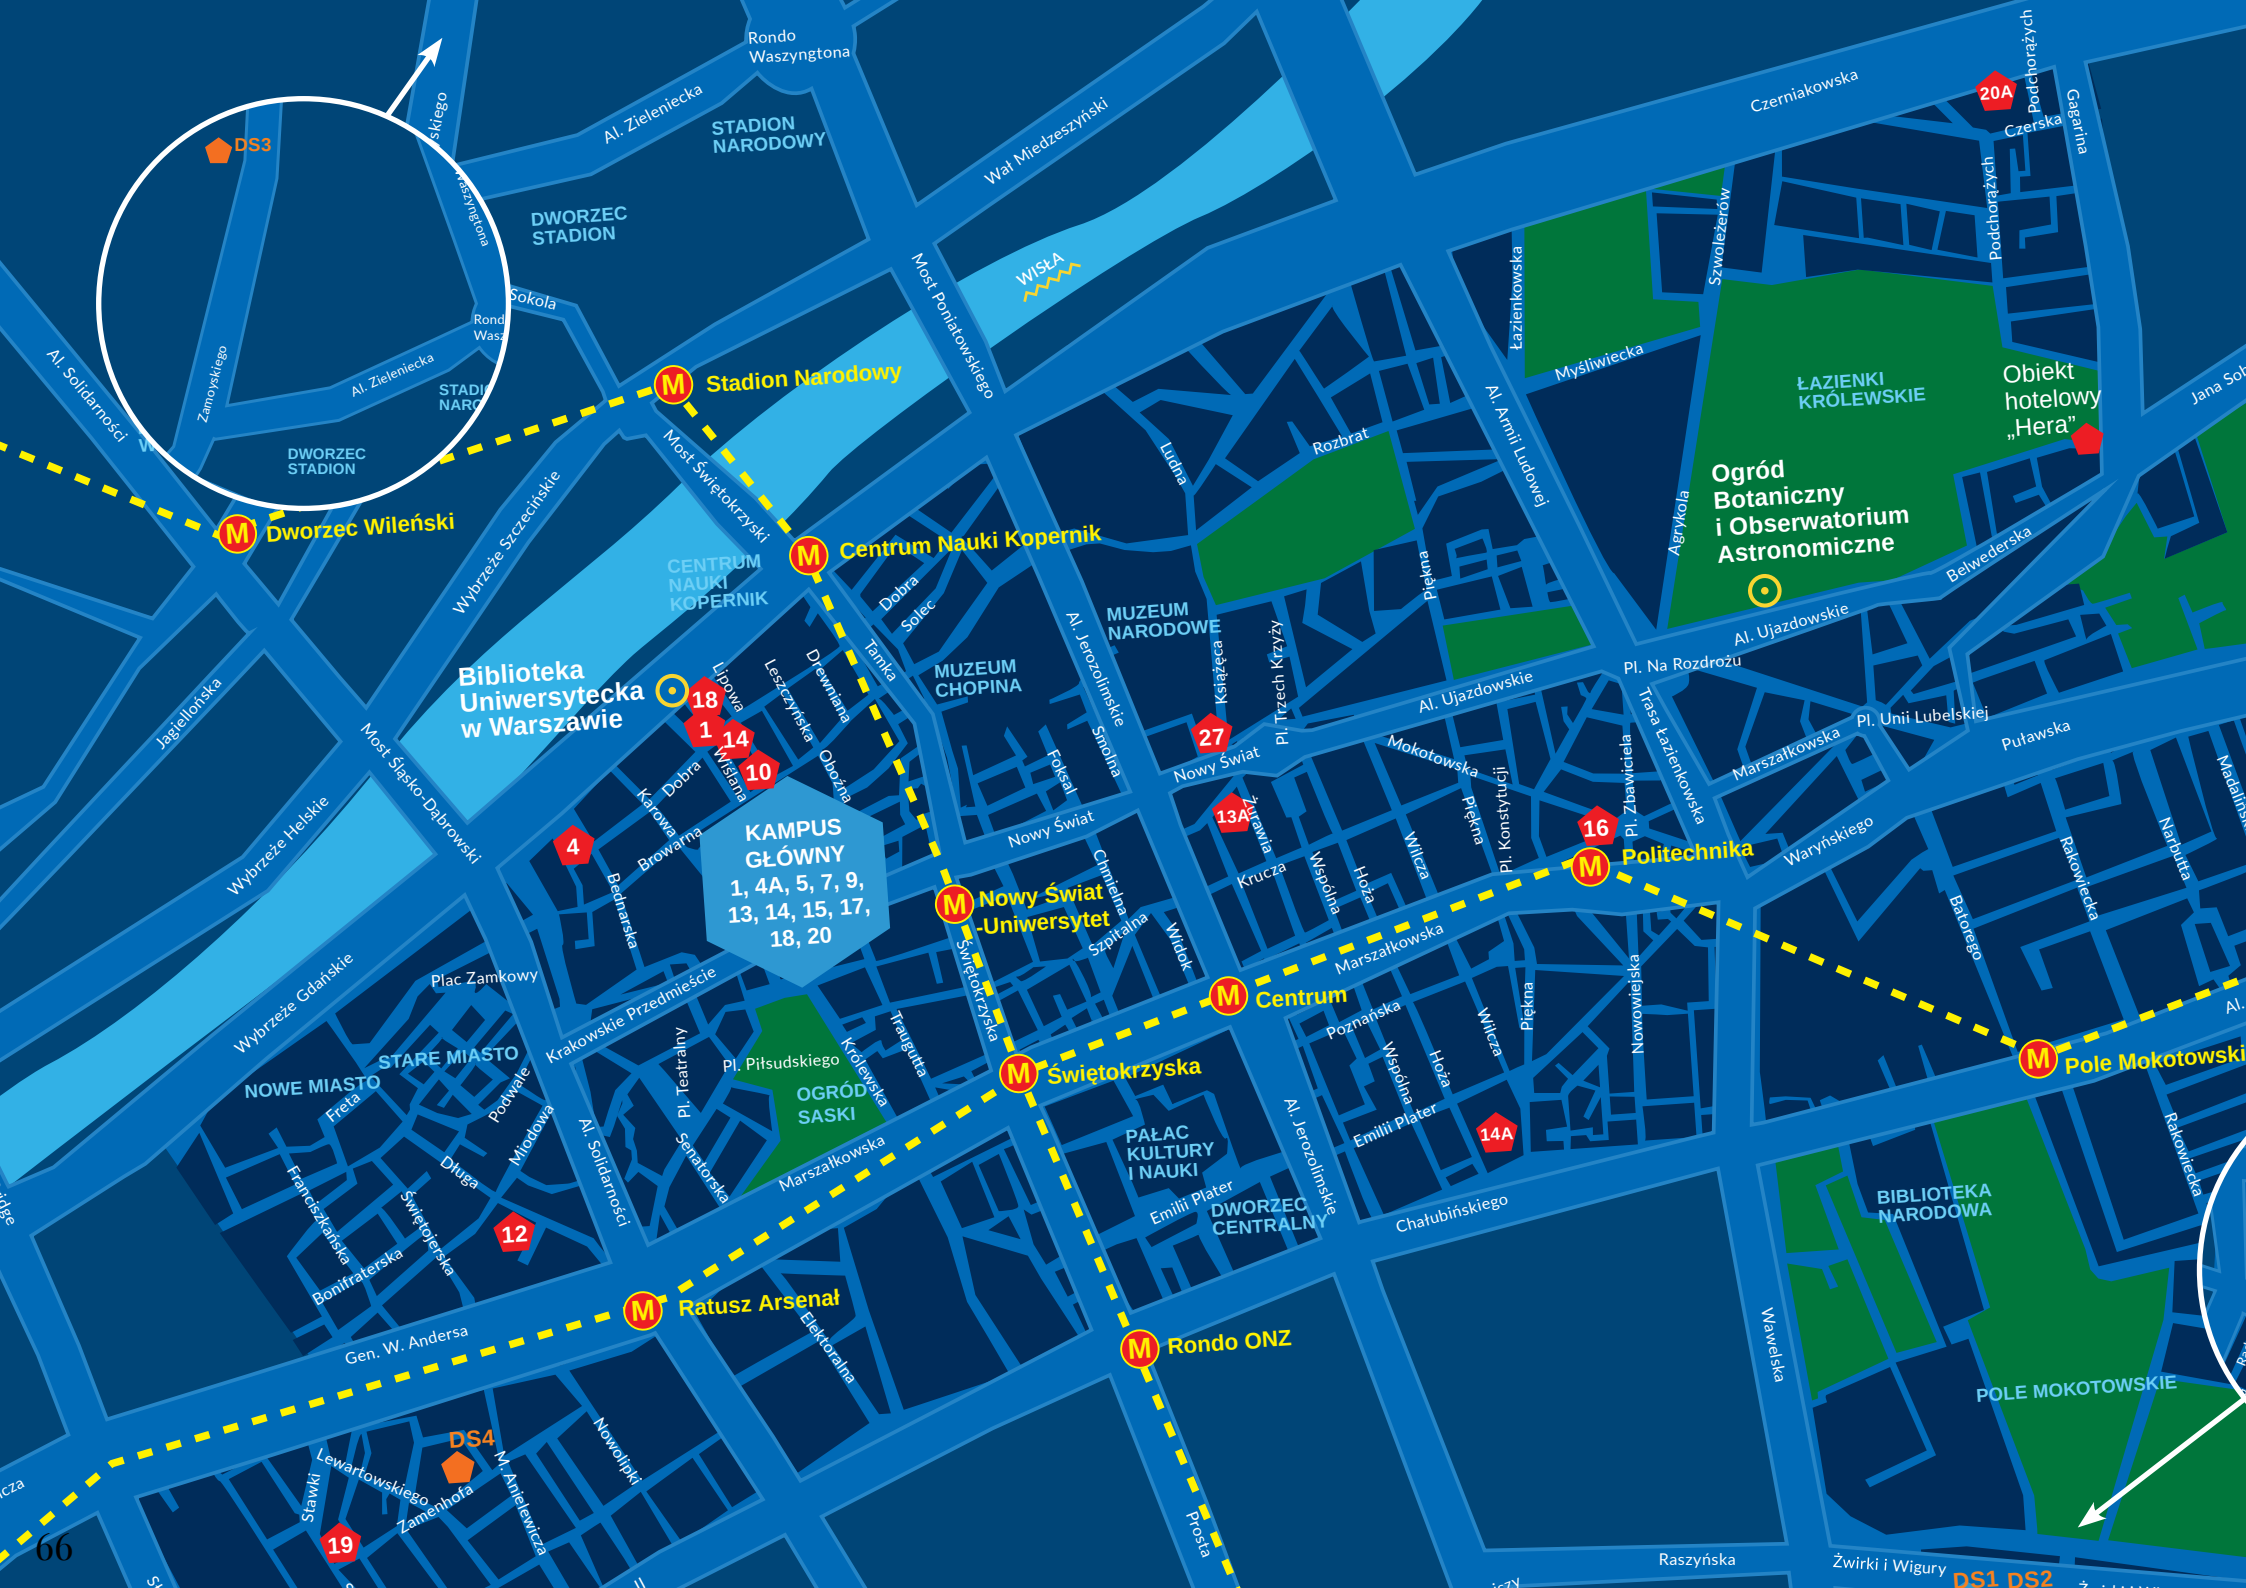 Rondo
Waszyngtona
Al. Zieleniecka
STADION
NARODOWY
DWORZEC
STADION
Wał Miedzeszyński
WISŁA
Czerniakowska
Podchorążych
20A
Czerska
Gagarina
Podchorążych
DS3
skiego
Waszyngtona
Sokola
Rond
Wasz
Zamoyskiego
Al. Zieleniecka
STADIO
NARO
DWORZEC
STADION
W
Al. Solidarności
M
Stadion Narodowy
Most Poniatowskiego
Most Świętokrzyski
Łazienkowska
Szwoleżerów
Myśliwiecka
ŁAZIENKI
KRÓLEWSKIE
Obiekt
hotelowy
„Hera”
Jana Sob
Ogród
Botaniczny
i Obserwatorium
Astronomiczne
Agrykola
Belwederska
Al. Armii Ludowej
Rozbrat
Ludna
Piękna
M
Dworzec Wileński
Wybrzeże Szczecińskie
M
Centrum Nauki Kopernik
CENTRUM
NAUKI
KOPERNIK
Dobra
Solec
Tamka
MUZEUM
NARODOWE
MUZEUM
CHOPINA
Al. Jerozolimskie
Książęca
Pl. Trzech Krzyży
Al. Ujazdowskie
Al. Ujazdowskie
Pl. Na Rozdrożu
Pl. Unii Lubelskiej
Puławska
Trasa Łazienkowska
Marszałkowska
Madalińs
Biblioteka
Uniwersytecka
w Warszawie
18
1
14
10
Lipowa
Leszczyńska
Drewniana
Wiślana
Oboźna
Jagiellońska
Most Śląsko-Dąbrowski
Dobra
Karowa
Browarna
4
Bednarska
KAMPUS
GŁÓWNY
1, 4A, 5, 7, 9,
13, 14, 15, 17,
18, 20
27
Nowy Świat
Smolna
Foksal
Nowy Świat
Chmielna
Szpitalna
Widok
13A
Żurawia
Krucza
Wspólna
Hoża
Wilcza
Mokotowska
Piękna
Pl. Konstytucji
16
Pl. Zbawiciela
M
Politechnika
Waryńskiego
Batorego
Rakowiecka
Narbutta
M
Nowy Świat
-Uniwersytet
Świętokrzyska
Wybrzeże Helskie
Wybrzeże Gdańskie
Plac Zamkowy
Krakowskie Przedmieście
STARE MIASTO
NOWE MIASTO
Freta
Podwale
Miodowa
Długa
Pl. Teatralny
Senatorska
Pl. Piłsudskiego
OGRÓD
SASKI
Królewska
Traugutta
M
Świętokrzyska
M
Centrum
Marszałkowska
Poznańska
Wspólna
Hoża
Wilcza
Piękna
Nowowiejska
Emilii Plater
14A
M
Pole Mokotowski
Al.
Rakowiecka
Al. Solidarności
Marszałkowska
PAŁAC
KULTURY
I NAUKI
Emilii Plater
DWORZEC
CENTRALNY
Al. Jerozolimskie
Chałubińskiego
BIBLIOTEKA
NARODOWA
Franciszkańska
Świętojerska
Bonifraterska
12
M
Ratusz Arsenał
Gen. W. Andersa
Elektoralna
M
Rondo ONZ
Wawelska
POLE MOKOTOWSKIE
DS4
Lewartowskiego
Stawki
Zamenhofa
M. Anielewicza
Nowolipki
19
66
Prosta
Raszyńska
Żwirki i Wigury
DS1 DS2